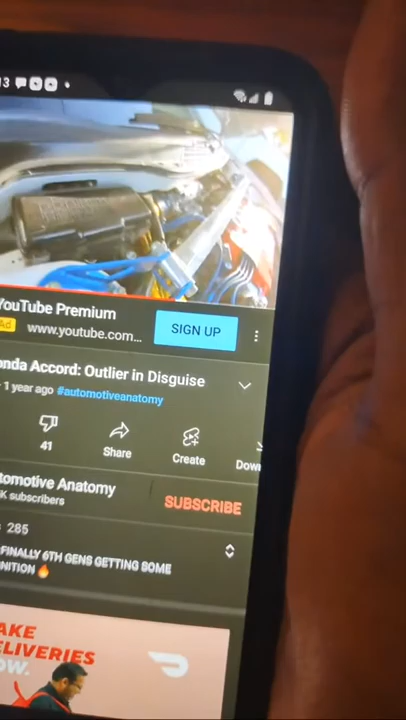 13
YouTube Premium
Ad www.youtube.com...
SIGN UP
onda Accord: Outlier in Disguise
1 year ago #automotiveanatomy
41
Share
Create
Dow
tomotive Anatomy
K subscribers
SUBSCRIBE
285
FINALLY 6TH GENS GETTING SOME
NITION🔥
AKE
ELIVERIES
OW.